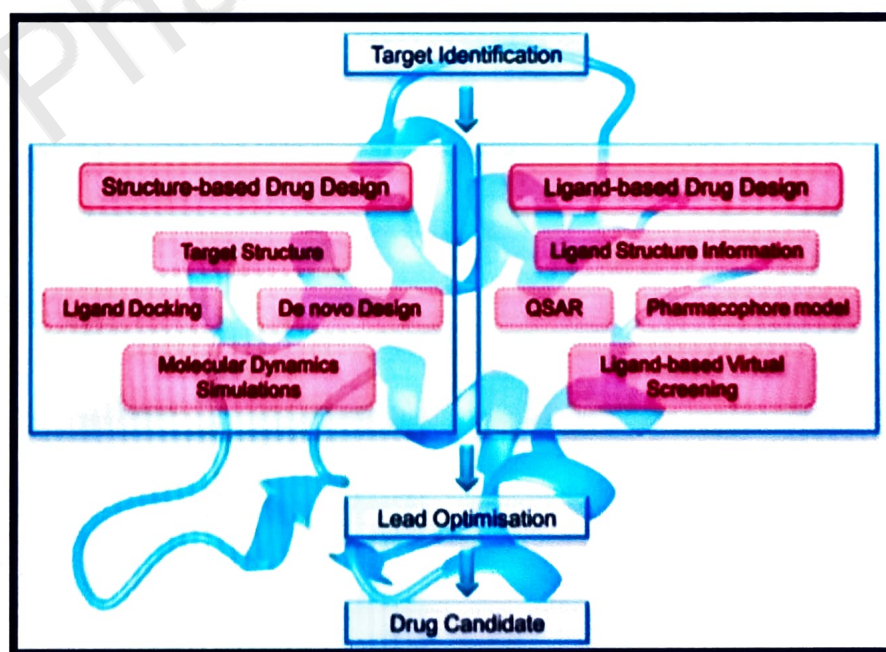 Target Identification
Structure-based Drug Design
Target Structure
Ligand Docking
De novo Design
Molecular Dynamics
Simulations
Ligand-based Drug Design
Ligand Structure Information
QSAR
Pharmacophore model
Ligand-based Virtual
Screening
Lead Optimisation
Drug Candidate